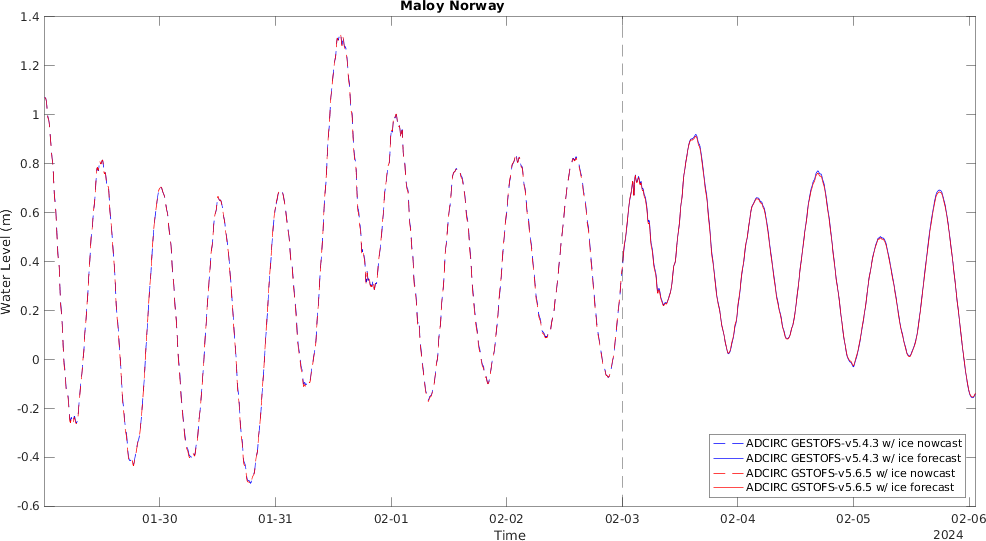 Maloy Norway
1.4
1.2
1
0.8
0.6
0.4
0.2
0
-0.2
-0.4
-0.6
Water Level (m)
ADCIRC GESTOFS-v5.4.3 w/ ice nowcast
ADCIRC GESTOFS-v5.4.3 w/ ice forecast
ADCIRC GSTOFS-v5.6.5 w/ ice nowcast
ADCIRC GSTOFS-v5.6.5 w/ ice forecast
01-30 01-31 02-01 02-02 02-03 02-04 02-05 02-06
Time
2024